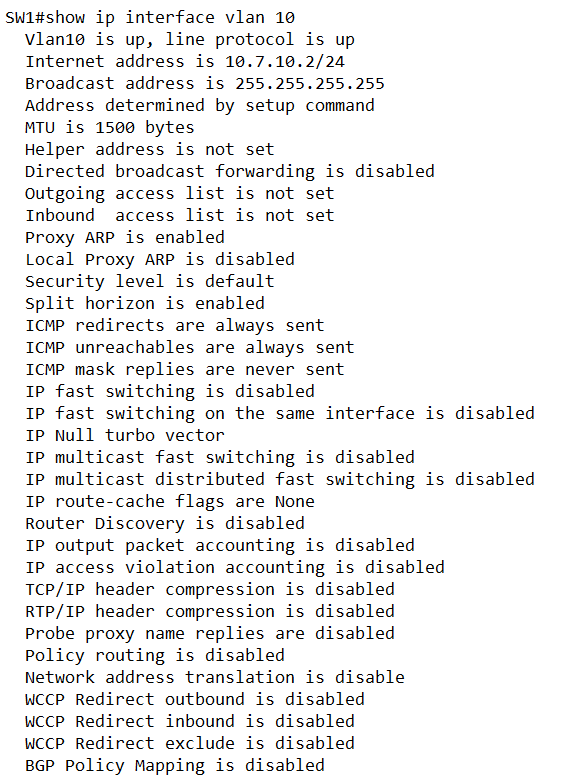 SW1#show ip interface vlan 10
Vlan10 is up, line protocol is up
Internet address is 10.7.10.2/24
Broadcast address is 255.255.255.255
Address determined by setup command
MTU is 1500 bytes
Helper address is not set
Directed broadcast forwarding is disabled
Outgoing access list is not set
Inbound  access list is not set
Proxy ARP is enabled
Local Proxy ARP is disabled
Security level is default
Split horizon is enabled
ICMP redirects are always sent
ICMP unreachables are always sent
ICMP mask replies are never sent
IP fast switching is disabled
IP fast switching on the same interface is disabled
IP Null turbo vector
IP multicast fast switching is disabled
IP multicast distributed fast switching is disabled
IP route-cache flags are None
Router Discovery is disabled
IP output packet accounting is disabled
IP access violation accounting is disabled
TCP/IP header compression is disabled
RTP/IP header compression is disabled
Probe proxy name replies are disabled
Policy routing is disabled
Network address translation is disable
WCCP Redirect outbound is disabled
WCCP Redirect inbound is disabled
WCCP Redirect exclude is disabled
BGP Policy Mapping is disabled